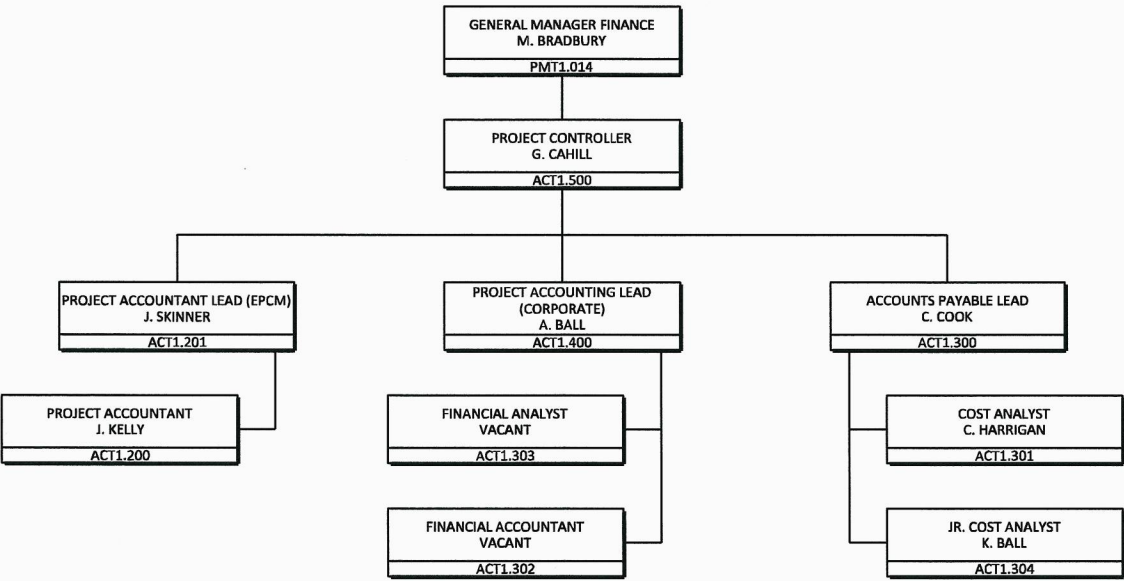 GENERAL MANAGER FINANCE
M. BRADBURY
PMT1.014
PROJECT CONTROLLER
G. CAHILL
ACT1.500
PROJECT ACCOUNTANT LEAD (EPCM)
J. SKINNER
ACT1.201
PROJECT ACCOUNTING LEAD
(CORPORATE)
A. BALL
ACT1.400
ACCOUNTS PAYABLE LEAD
C. COOK
ACT1.300
PROJECT ACCOUNTANT
J. KELLY
ACT1.200
FINANCIAL ANALYST
VACANT
ACT1.303
COST ANALYST
C. HARRIGAN
ACT1.301
FINANCIAL ACCOUNTANT
VACANT
ACT1.302
JR. COST ANALYST
K. BALL
ACT1.304